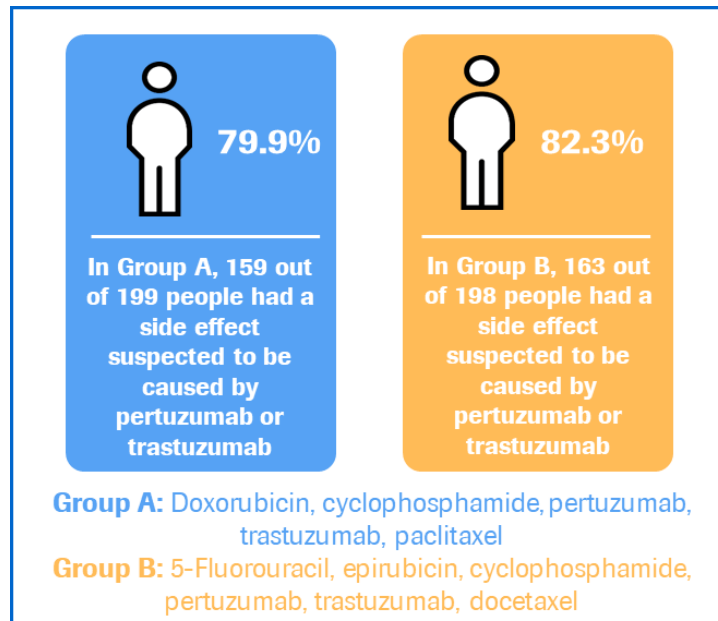 79.9%
In Group A, 159 out
of 199 people had a
side effect
suspected to be
caused by
pertuzumab or
trastuzumab
82.3%
In Group B, 163 out
of 198 people had a
side effect
suspected to be
caused by
pertuzumab or
trastuzumab
Group A: Doxorubicin, cyclophosphamide, pertuzumab,
trastuzumab, paclitaxel
Group B: 5-Fluorouracil, epirubicin, cyclophosphamide,
pertuzumab, trastuzumab, docetaxel